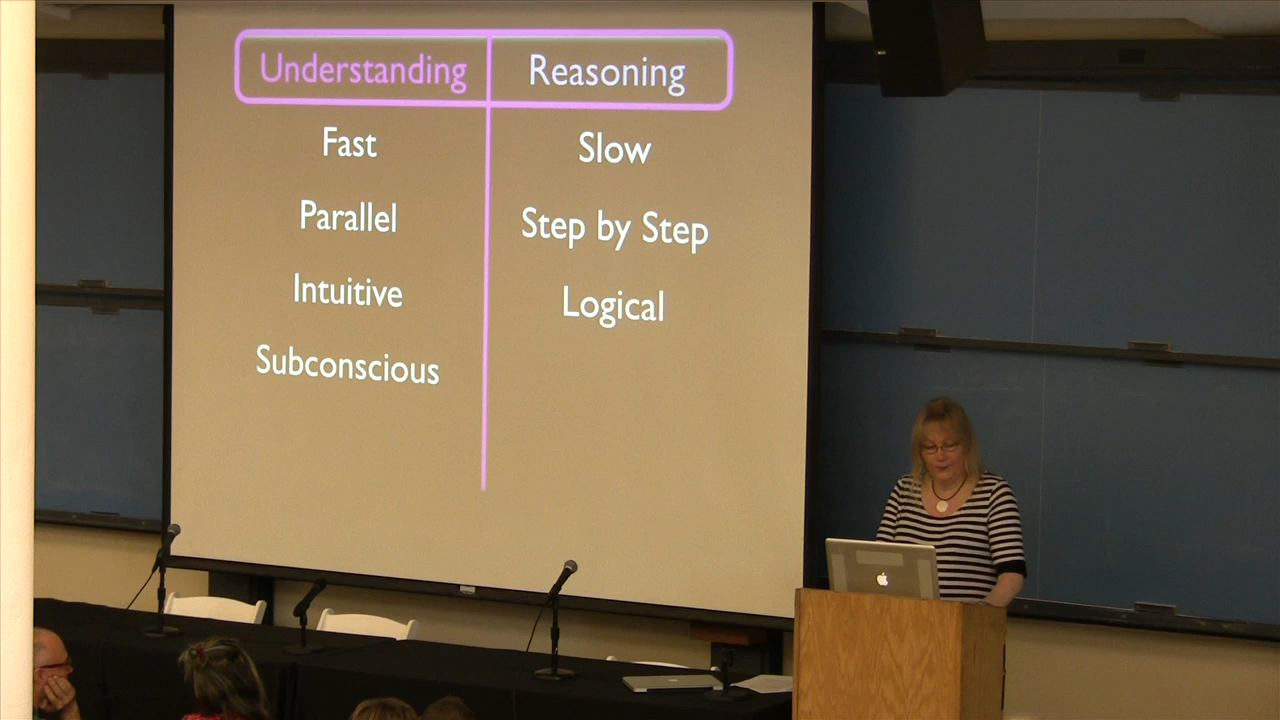 Understanding Reasoning
Fast Slow
Parallel Step by Step
Intuitive Logical
Subconscious